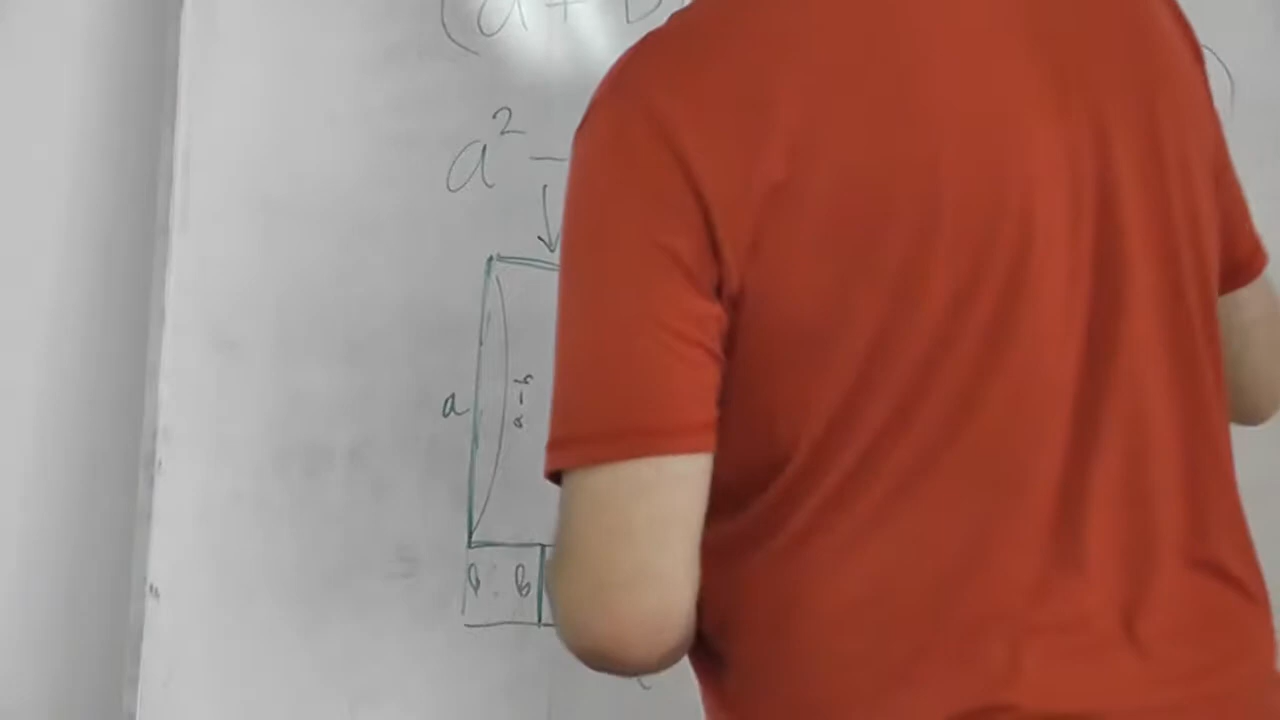 (a + b
)
a² –
a
a - b
b b